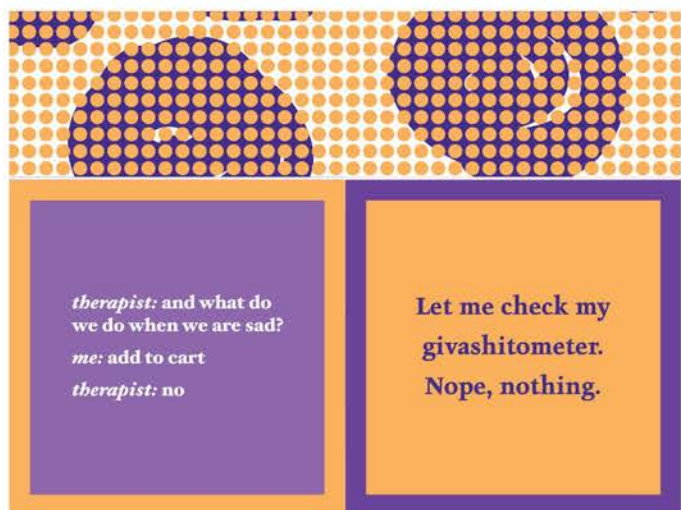 therapist: and what do
we do when we are sad?
me: add to cart
therapist: no
Let me check my
givashitometer.
Nope, nothing.